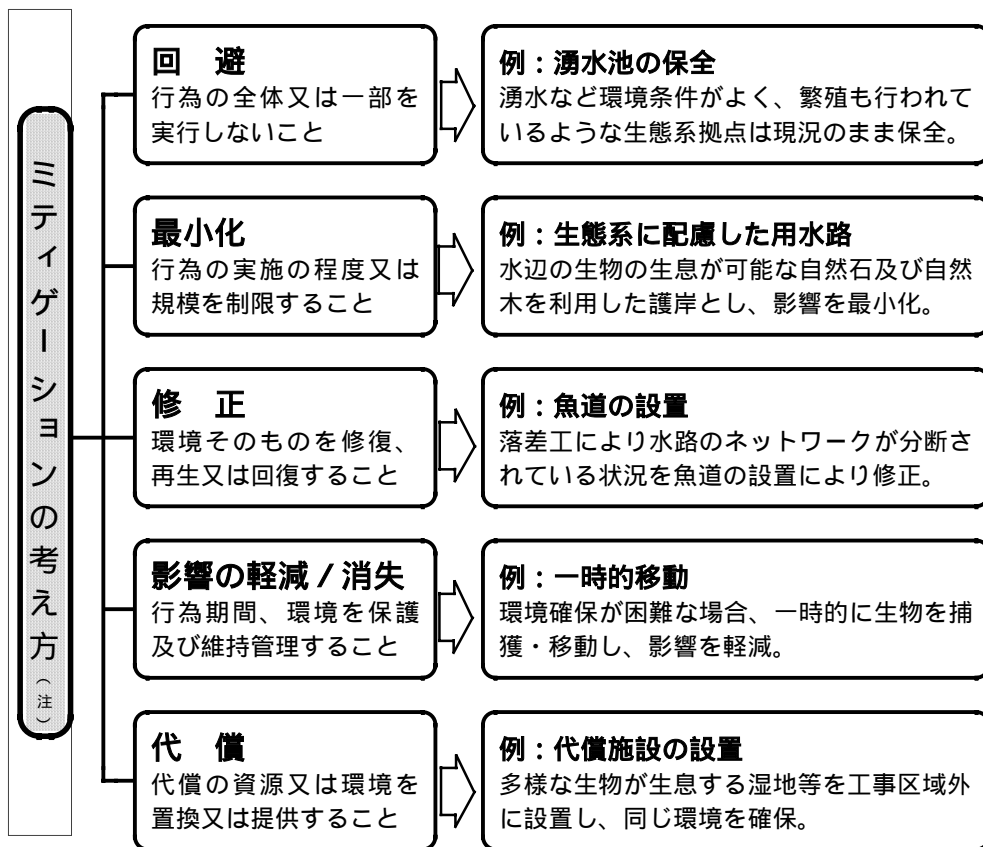 ミティゲーションの考え方（注）
回　避
行為の全体又は一部を
実行しないこと
例：湧水池の保全
湧水など環境条件がよく、繁殖も行われて
いるような生態系拠点は現況のまま保全。
最小化
行為の実施の程度又は
規模を制限すること
例：生態系に配慮した用水路
水辺の生物の生息が可能な自然石及び自然
木を利用した護岸とし、影響を最小化。
修　正
環境そのものを修復、
再生又は回復すること
例：魚道の設置
落差工により水路のネットワークが分断さ
れている状況を魚道の設置により修正。
影響の軽減／消失
行為期間、環境を保護
及び維持管理すること
例：一時的移動
環境確保が困難な場合、一時的に生物を捕
獲・移動し、影響を軽減。
代　償
代償の資源又は環境を
置換又は提供すること
例：代償施設の設置
多様な生物が生息する湿地等を工事区域外
に設置し、同じ環境を確保。